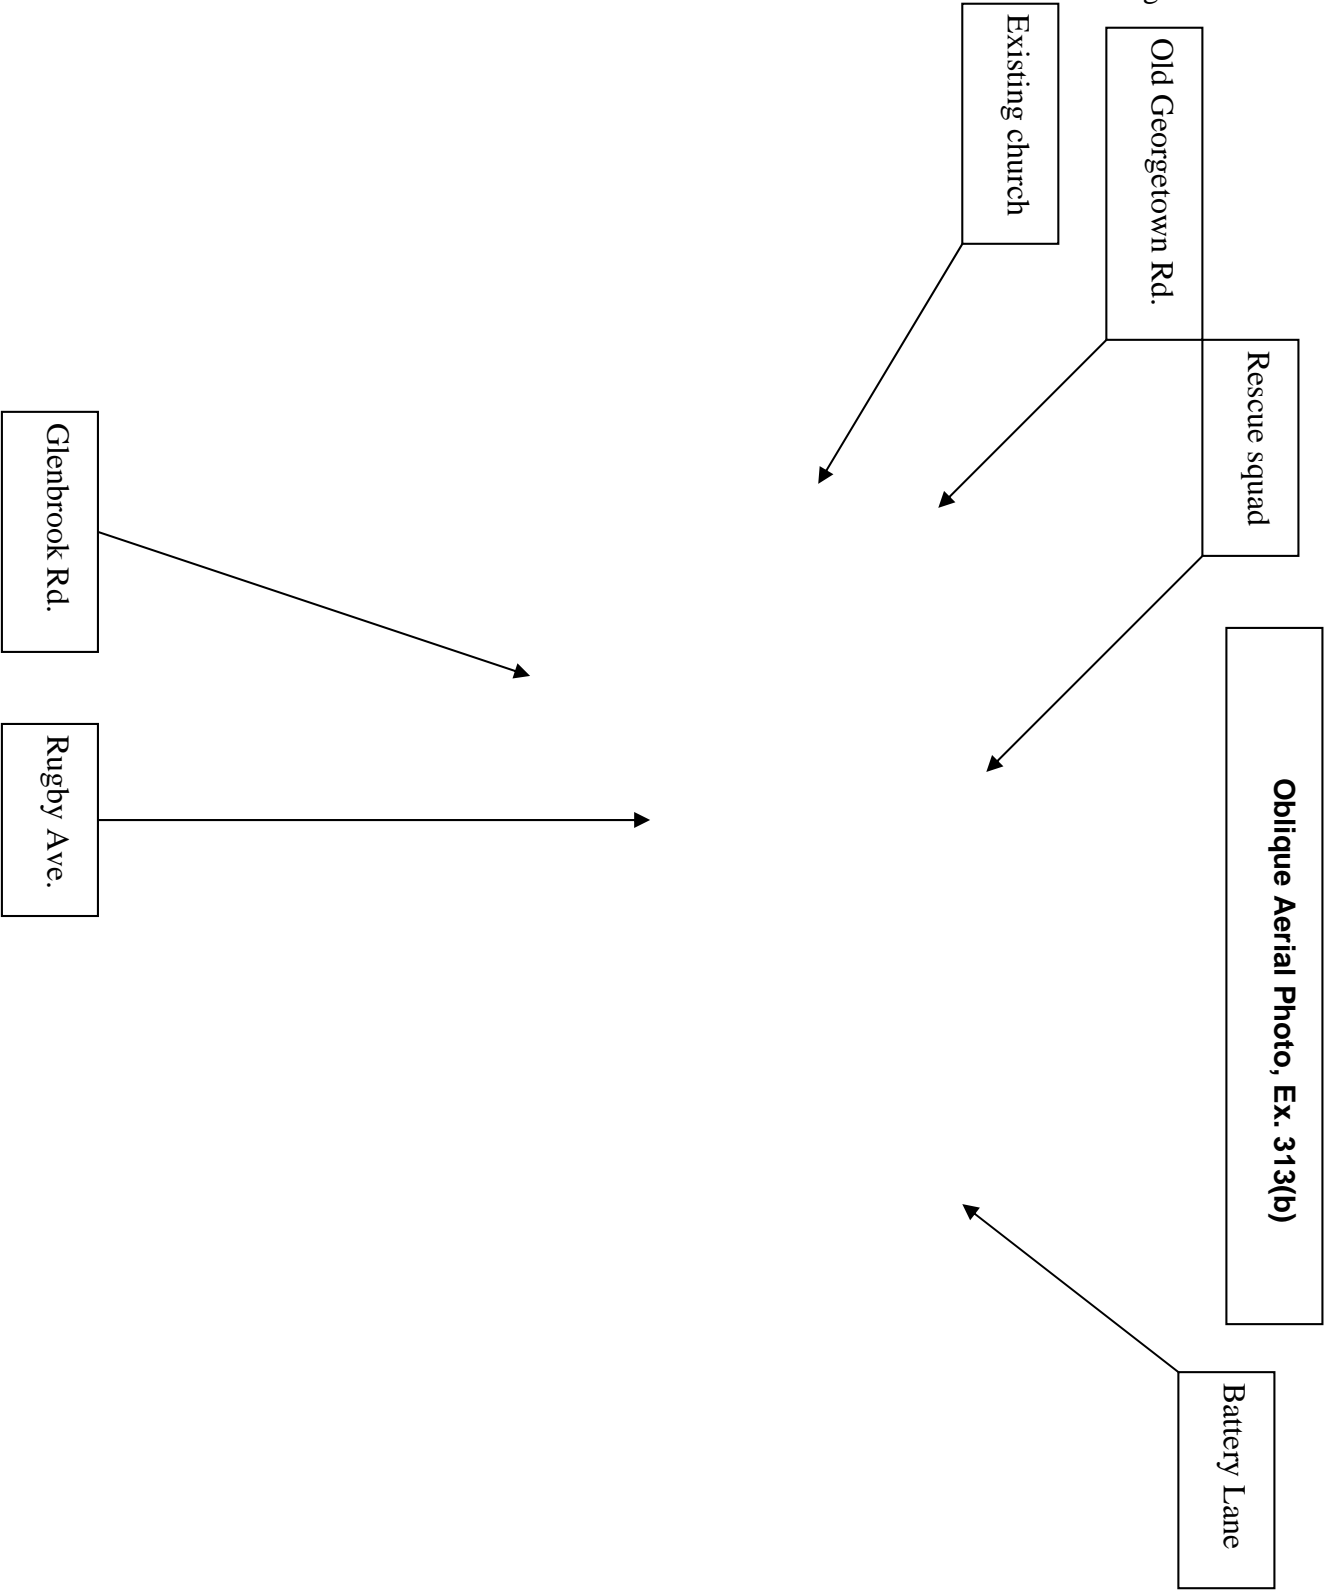 Oblique Aerial Photo, Ex. 313(b)
Rescue squad
Battery Lane
Old Georgetown Rd.
Existing church
Glenbrook Rd.
Rugby Ave.